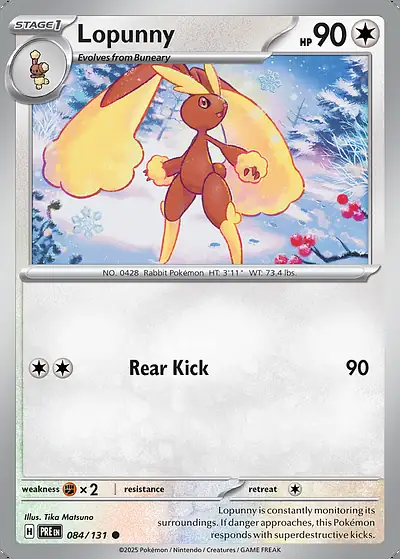 STAGE1
Lopunny
HP 90
Evolves from Buneary
NO. 0428 Rabbit Pokémon HT: 3'11" WT: 73.4 lbs.
Rear Kick 90
weakness ×2 resistance retreat
Illus. Tika Matsuno
H PRE EN 084/131
Lopunny is constantly monitoring its
surroundings. If danger approaches, this Pokémon
responds with superdestructive kicks.
©2025 Pokémon / Nintendo / Creatures / GAME FREAK